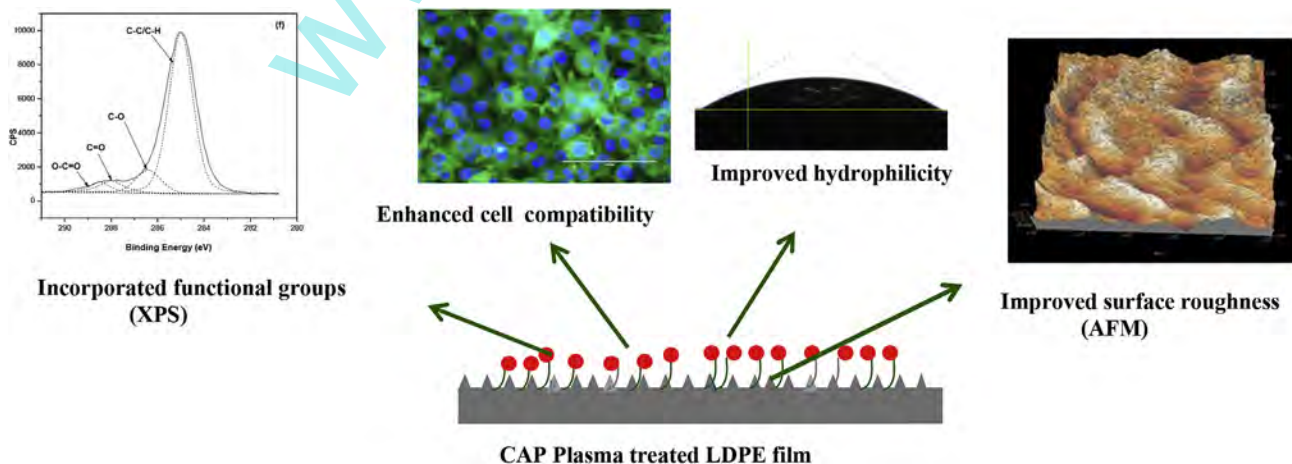 (f)
10000
8000
6000
4000
2000
0
CPS
C-C/C-H
C-O
C=O
O-C=O
290 288 286 284 282 280
Binding Energy (eV)
Incorporated functional groups
(XPS)
Enhanced cell compatibility
Improved hydrophilicity
Improved surface roughness
(AFM)
CAP Plasma treated LDPE film